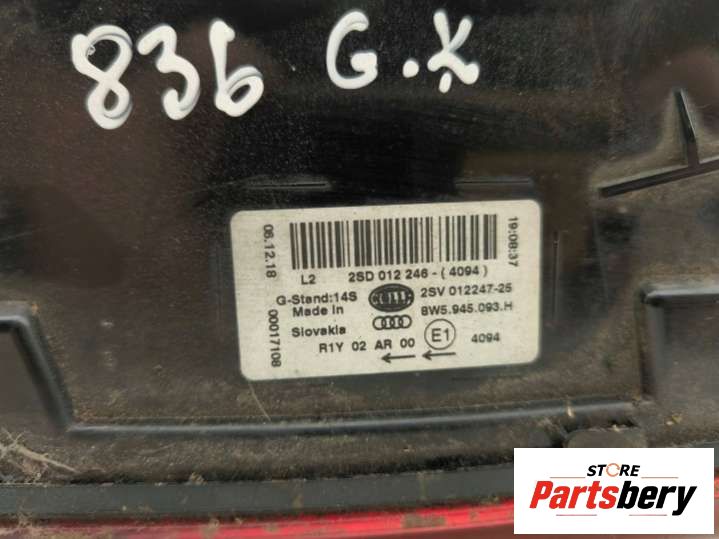 836 G.K
06.12.18
00017108
19:08:37
L2 2SD 012 246-(4094)
G-Stand:14S HELLA 2SV 012247-25
Made in 8W5.945.093.H
Slovakia
R1Y 02 AR 00 E1 4094
STORE
Partsbery